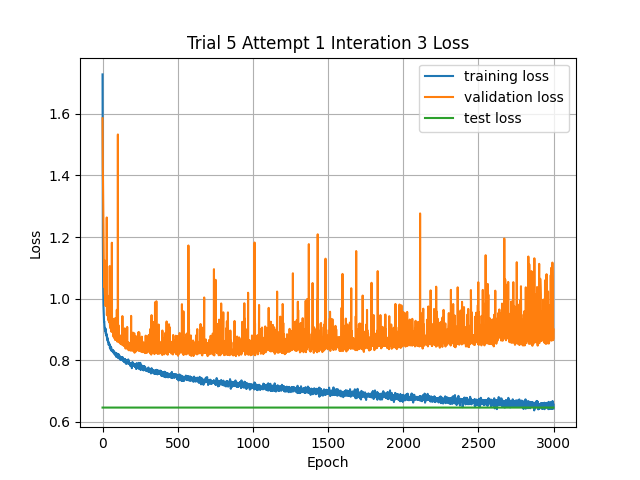 Trial 5 Attempt 1 Interation 3 Loss
training loss
validation loss
test loss
Loss
1.6
1.4
1.2
1.0
0.8
0.6
0 500 1000 1500 2000 2500 3000
Epoch